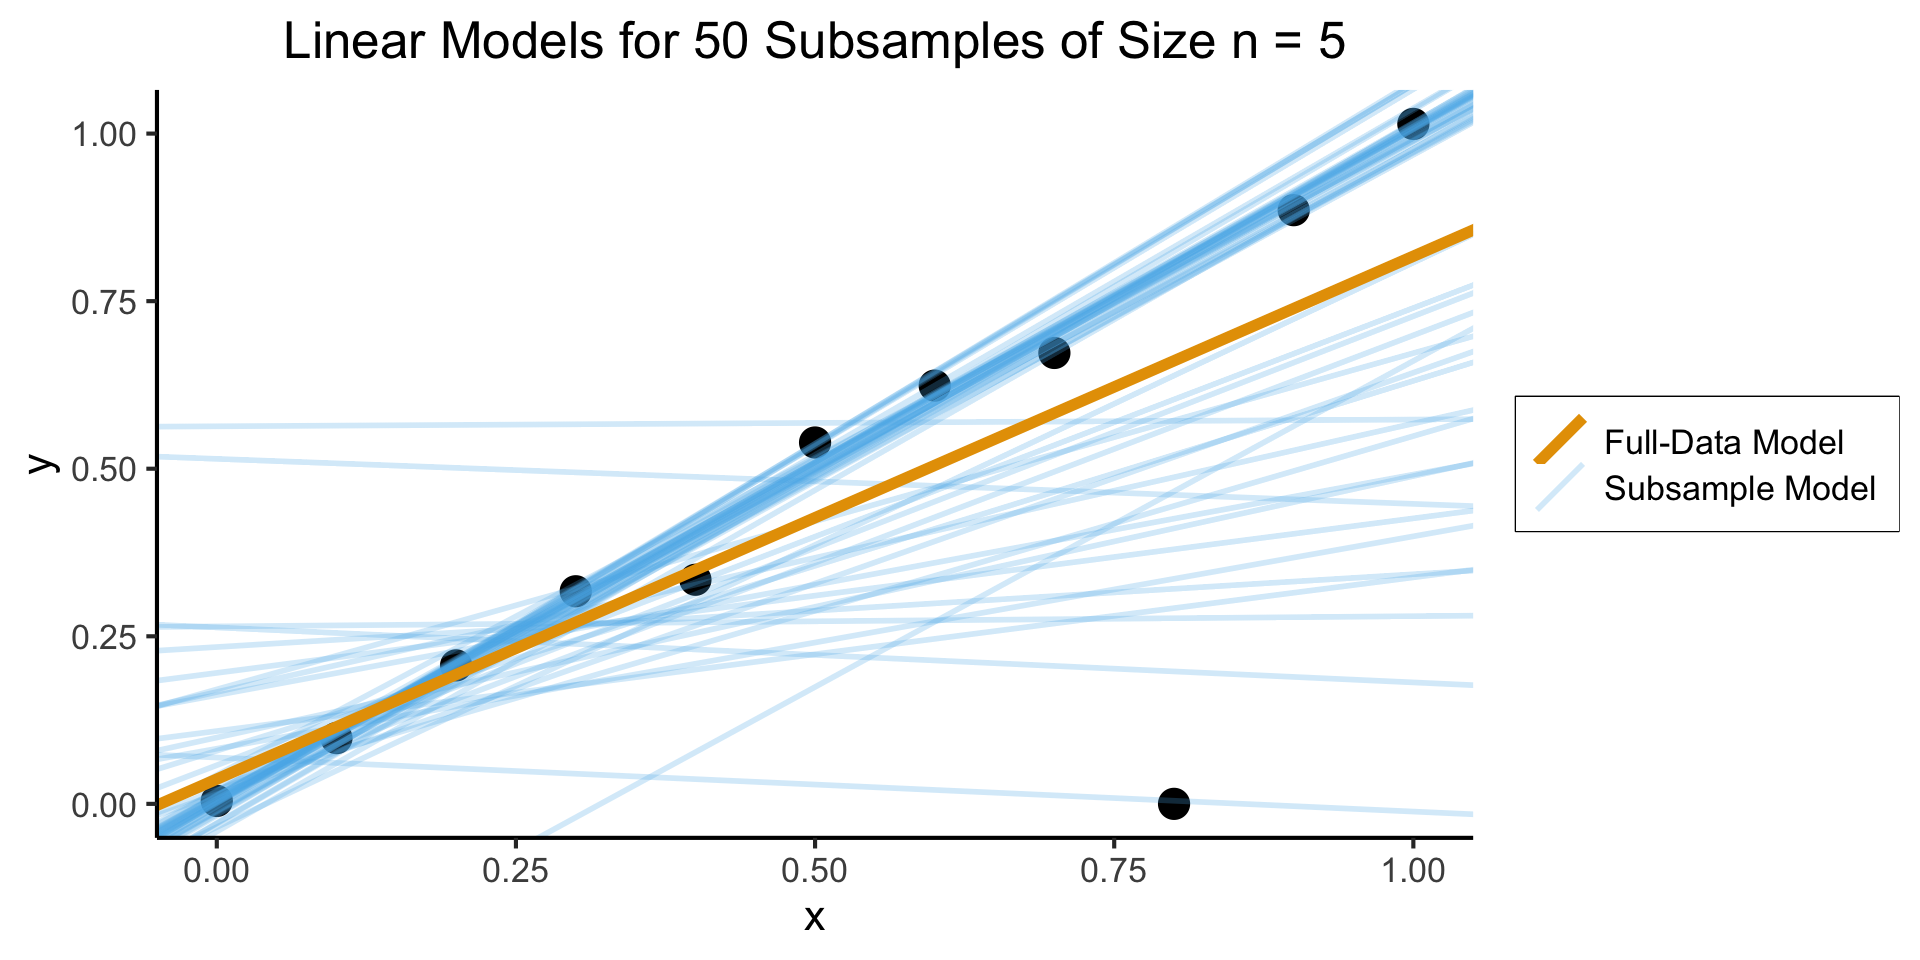 Linear Models for 50 Subsamples of Size n = 5
1.00
0.75
0.50
0.25
0.00
y
0.00 0.25 0.50 0.75 1.00
x
Full-Data Model
Subsample Model